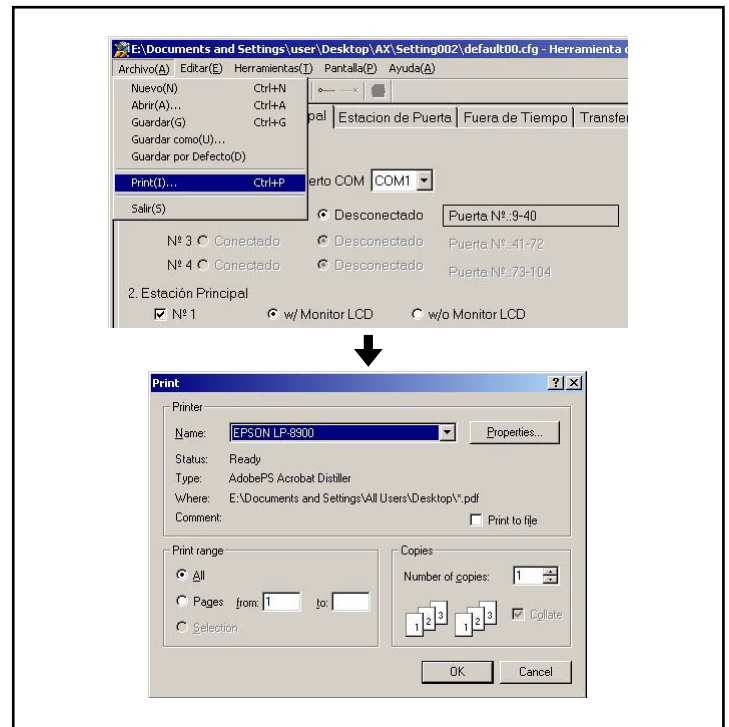 E:\Documents and Settings\user\Desktop\AX\Setting002\default00.cfg - Herramienta
Archivo(A) Editar(E) Herramientas(T) Pantalla(P) Ayuda(A)
Nuevo(N) Ctrl+N
Abrir(A)... Ctrl+A
Guardar(G) Ctrl+G
Guardar como(U)...
Guardar por Defecto(D)
Print(I)... Ctrl+P
Salir(S)
pal Estacion de Puerta Fuera de Tiempo Transfer
erto COM COM1
Desconectado Puerta Nº.:9-40
Nº 3 Conectado Desconectado Puerta Nº.:41-72
Nº 4 Conectado Desconectado Puerta Nº.:73-104
2. Estación Principal
Nº 1 w/ Monitor LCD w/o Monitor LCD
Print
Printer
Name: EPSON LP-8900 Properties...
Status: Ready
Type: AdobePS Acrobat Distiller
Where: E:\Documents and Settings\All Users\Desktop\*.pdf
Comment: Print to file
Print range
All
Pages from: 1 to:
Selection
Copies
Number of copies: 1
1 2 3 1 2 3 Collate
OK Cancel